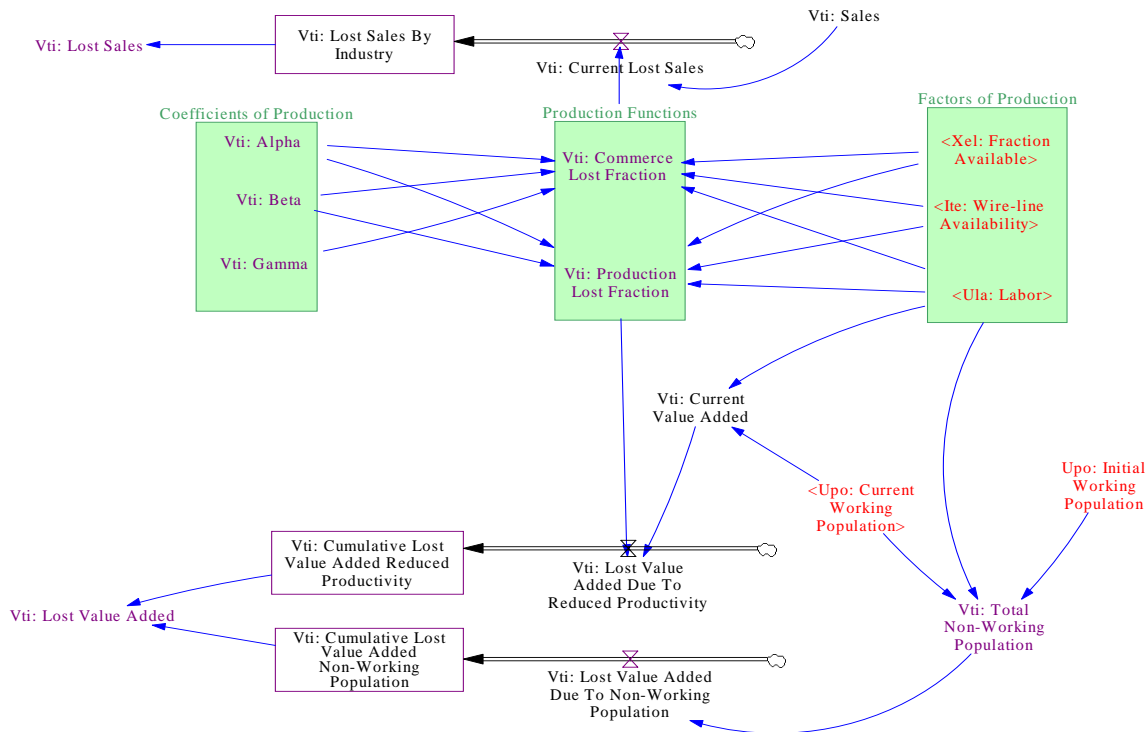 Vti: Sales
Vti: Lost Sales
Vti: Lost Sales By
Industry
Vti: Current Lost Sales
Coefficients of Production
Production Functions
Factors of Production
Vti: Alpha
Vti: Beta
Vti: Gamma
Vti: Commerce
Lost Fraction
Vti: Production
Lost Fraction
<Xel: Fraction
Available>
<Ite: Wire-line
Availability>
<Ula: Labor>
Vti: Current
Value Added
<Upo: Current
Working
Population>
Upo: Initial
Working
Population
Vti: Cumulative Lost
Value Added Reduced
Productivity
Vti: Lost Value
Added Due To
Reduced Productivity
Vti: Lost Value Added
Vti: Total
Non-Working
Population
Vti: Cumulative Lost
Value Added
Non-Working
Population
Vti: Lost Value Added
Due To Non-Working
Population